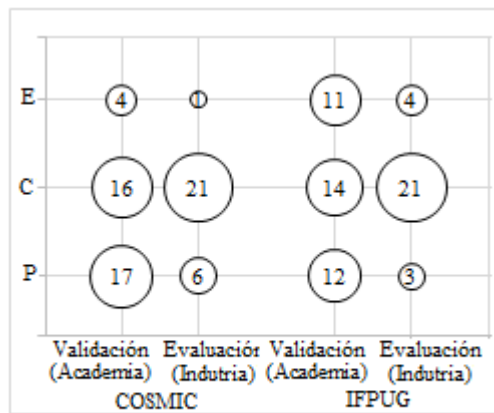 E 4 1 11 4
C 16 21 14 21
P 17 6 12 3
Validación Evaluación Validación Evaluación
(Academia) (Indutria) (Academia) (Indutria)
COSMIC IFPUG